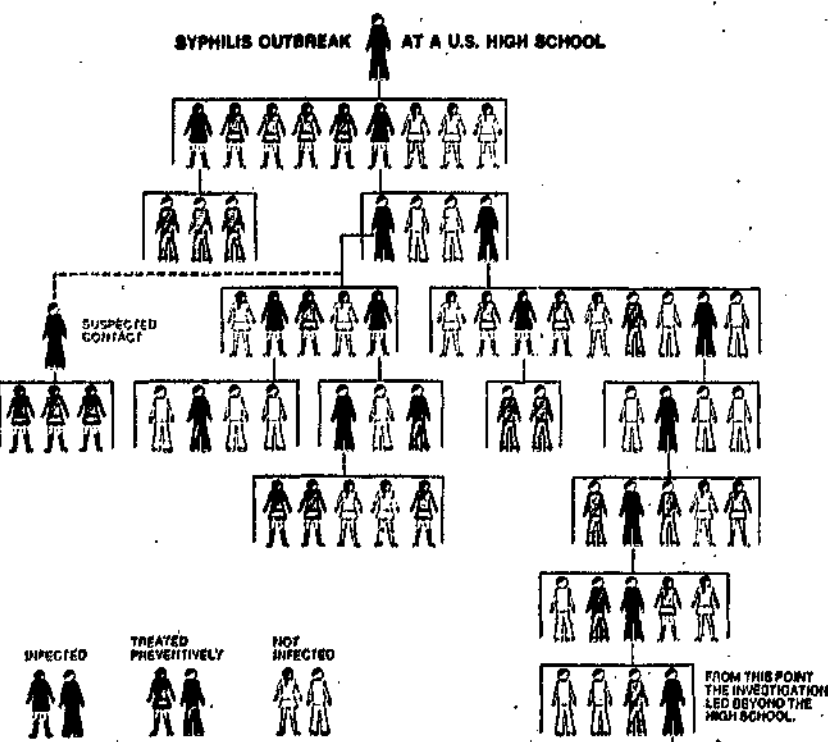 SYPHILIS OUTBREAK AT A U.S. HIGH SCHOOL
SUSPECTED
CONTACT
INFECTED
TREATED
PREVENTIVELY
NOT
INFECTED
FROM THIS POINT
THE INVESTIGATION
LED BEYOND THE
HIGH SCHOOL.